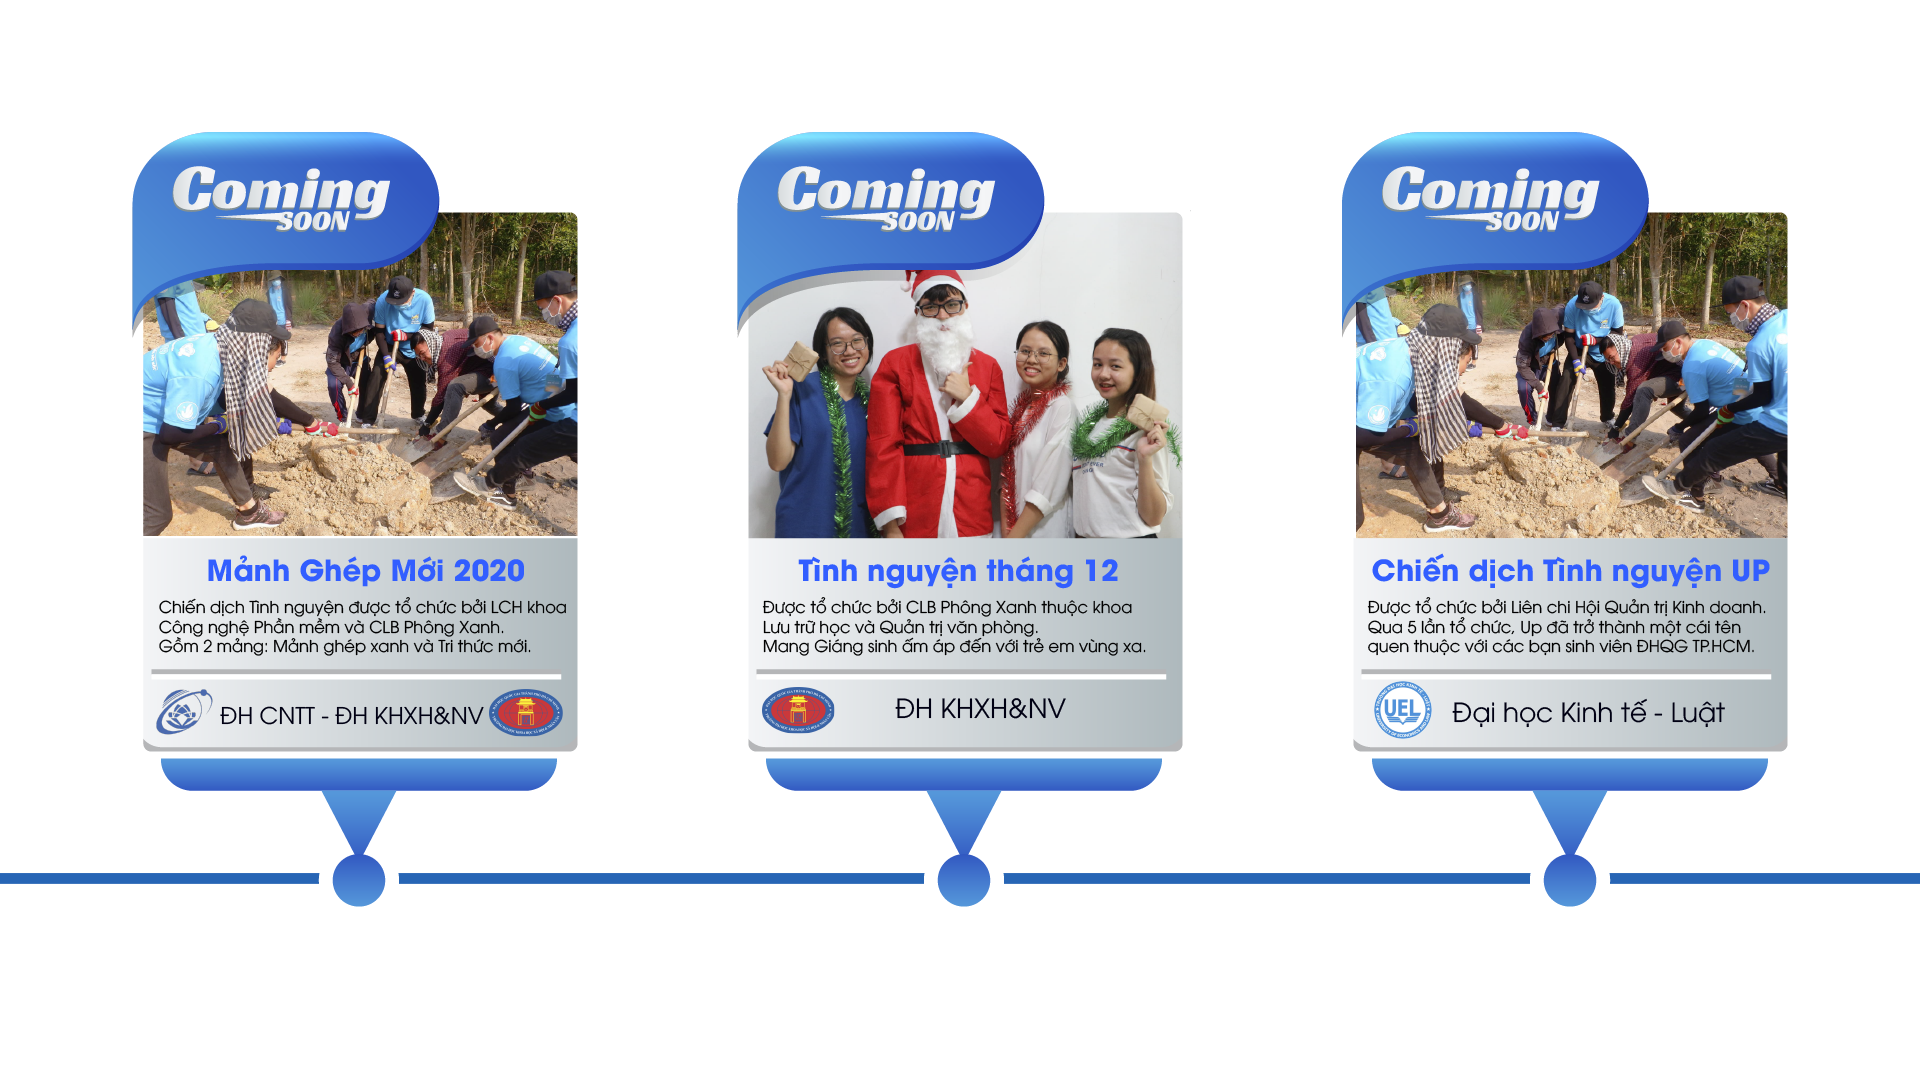 Coming
SOON
Mảnh Ghép Mới 2020
Chiến dịch Tình nguyện được tổ chức bởi LCH khoa
Công nghệ Phần mềm và CLB Phông Xanh.
Gồm 2 mảng: Mảnh ghép xanh và Tri thức mới.
ĐH CNTT - ĐH KHXH&NV
Coming
SOON
Tình nguyện tháng 12
Được tổ chức bởi CLB Phông Xanh thuộc khoa
Lưu trữ học và Quản trị văn phòng.
Mang Giáng sinh ấm áp đến với trẻ em vùng xa.
ĐH KHXH&NV
Coming
SOON
Chiến dịch Tình nguyện UP
Được tổ chức bởi Liên chi Hội Quản trị Kinh doanh.
Qua 5 lần tổ chức, Up đã trở thành một cái tên
quen thuộc với các bạn sinh viên ĐHQG TP.HCM.
UEL
Đại học Kinh tế - Luật